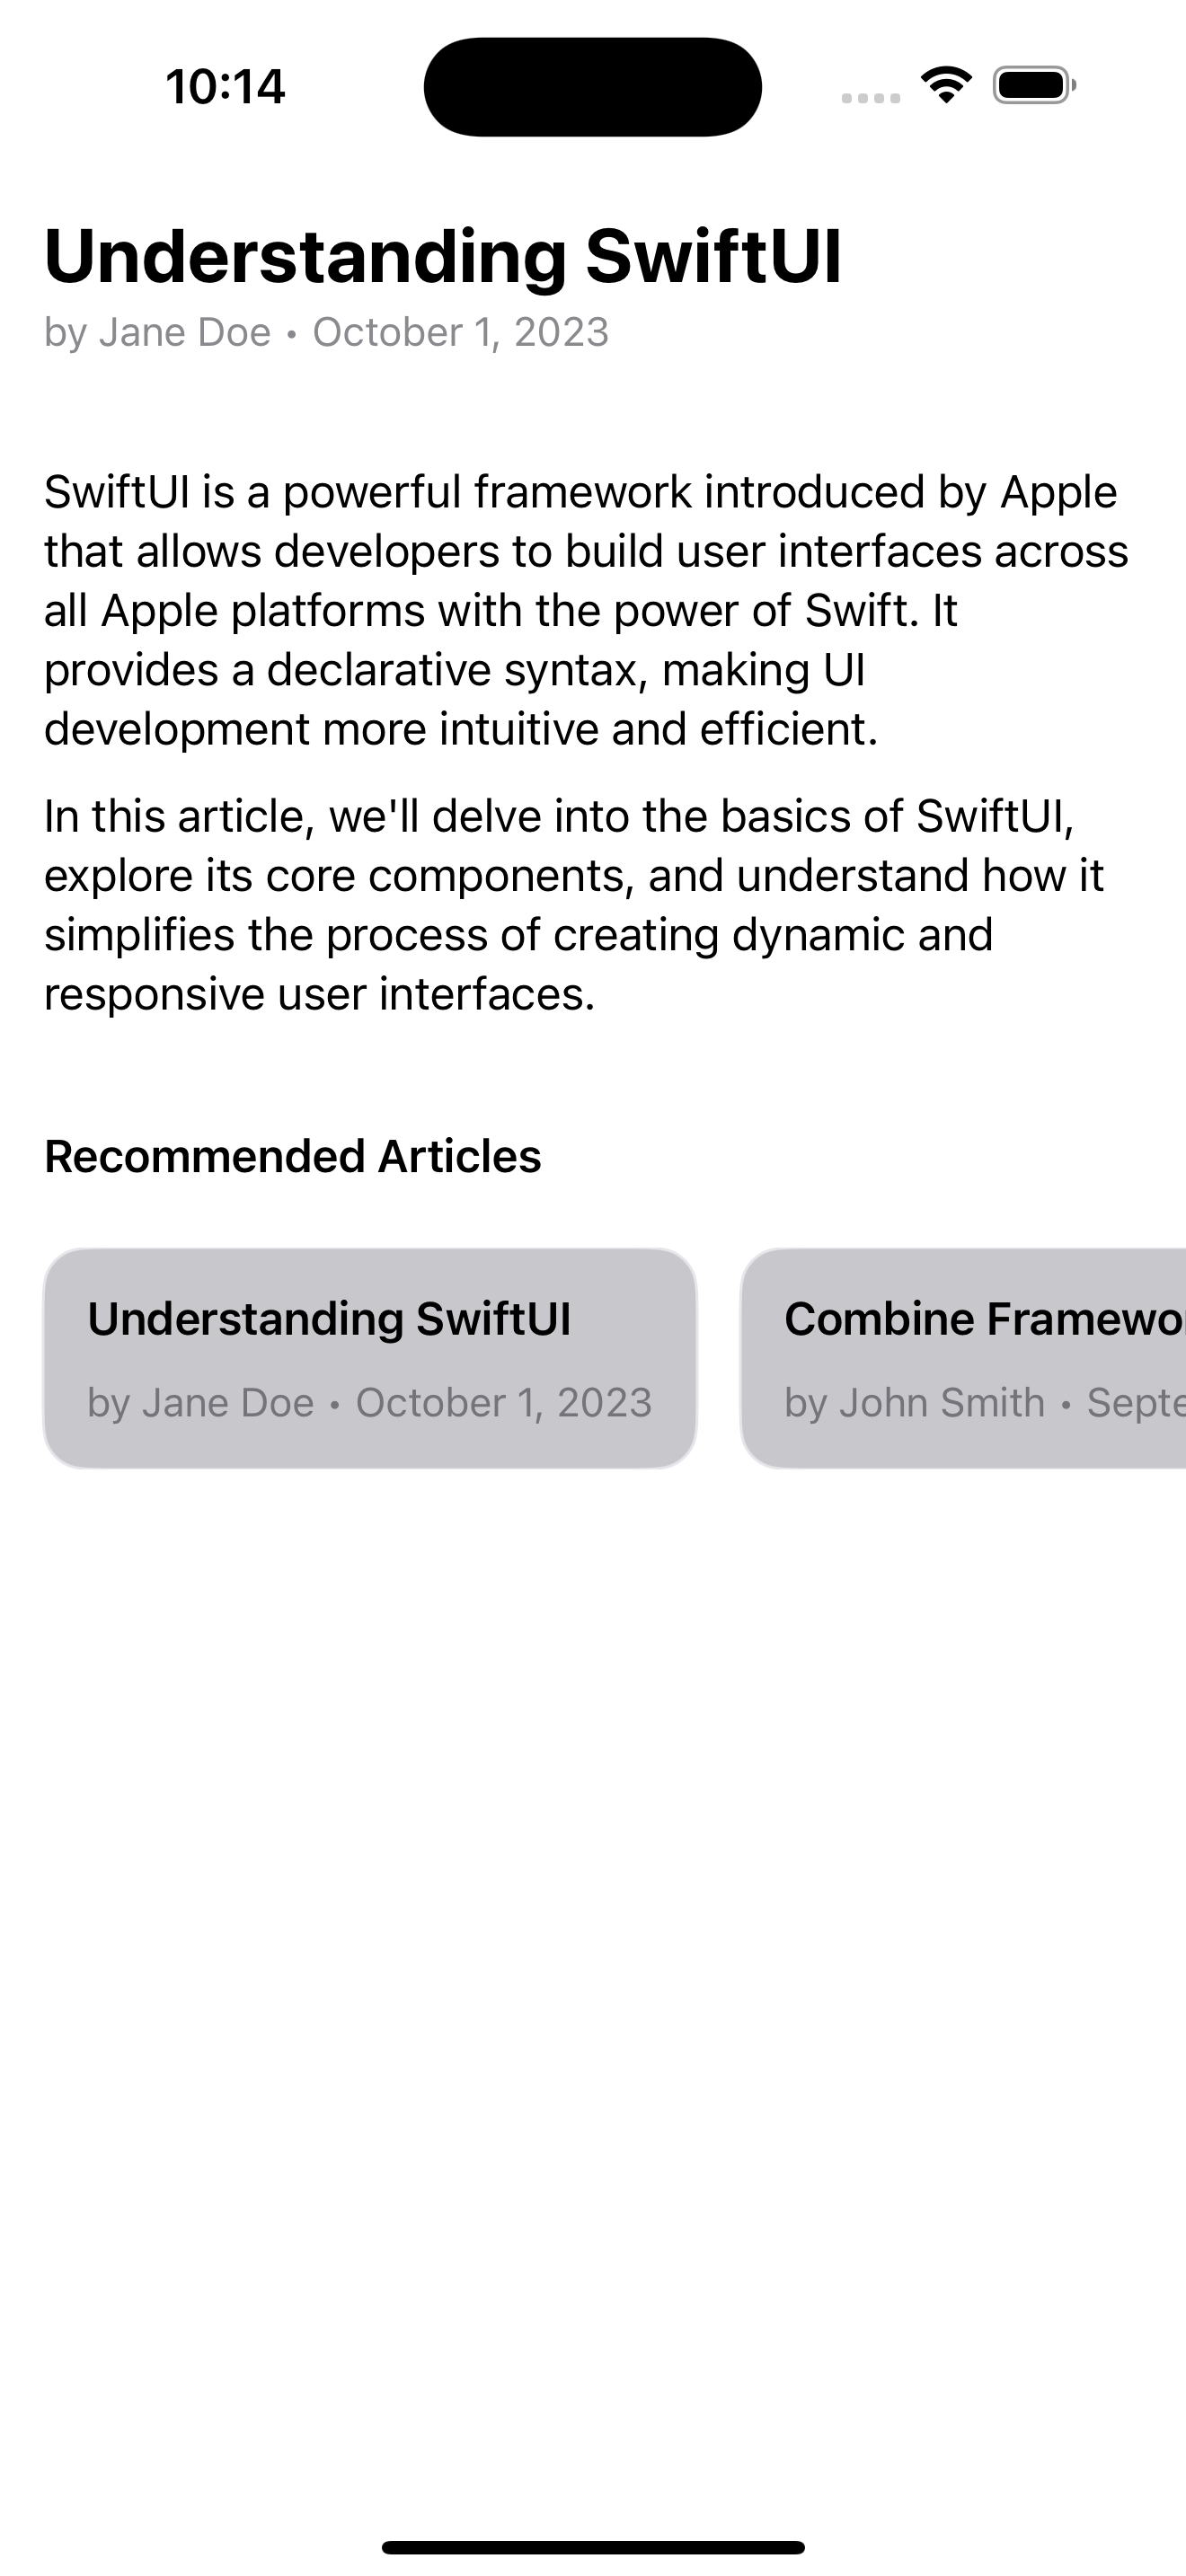 10:14
Understanding SwiftUI
by Jane Doe • October 1, 2023
SwiftUI is a powerful framework introduced by Apple
that allows developers to build user interfaces across
all Apple platforms with the power of Swift. It
provides a declarative syntax, making UI
development more intuitive and efficient.
In this article, we'll delve into the basics of SwiftUI,
explore its core components, and understand how it
simplifies the process of creating dynamic and
responsive user interfaces.
Recommended Articles
Understanding SwiftUI
by Jane Doe • October 1, 2023
Combine Framewor
by John Smith • Septe